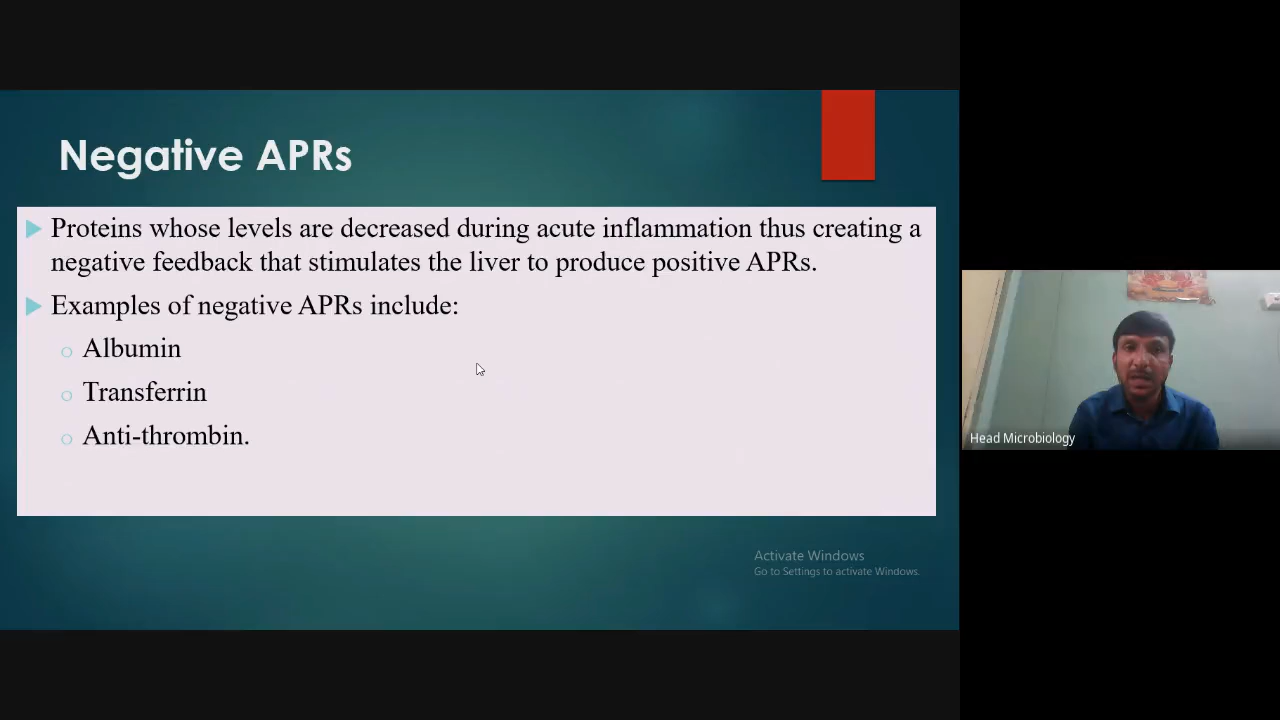 Negative APRs
Proteins whose levels are decreased during acute inflammation thus creating a
negative feedback that stimulates the liver to produce positive APRs.
Examples of negative APRs include:
Albumin
Transferrin
Anti-thrombin.
Activate Windows
Go to Settings to activate Windows.
Head Microbiology